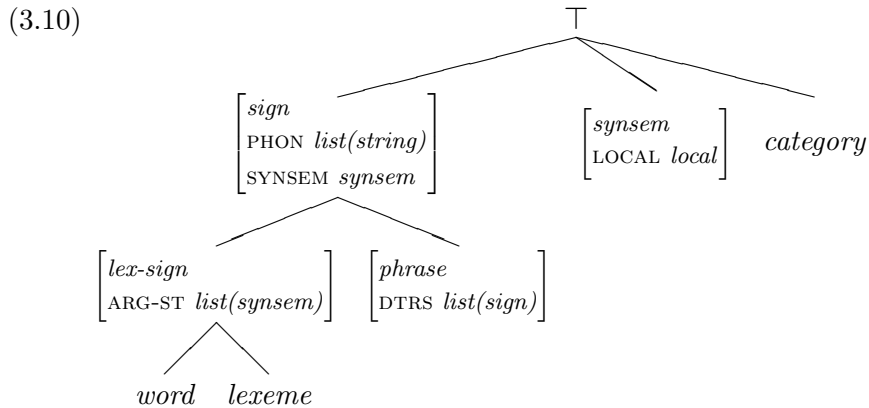 (3.10)
⊤
sign
PHON list(string)
SYNSEM synsem
synsem
LOCAL local
category
lex-sign
ARG-ST list(synsem)
phrase
DTRS list(sign)
word lexeme